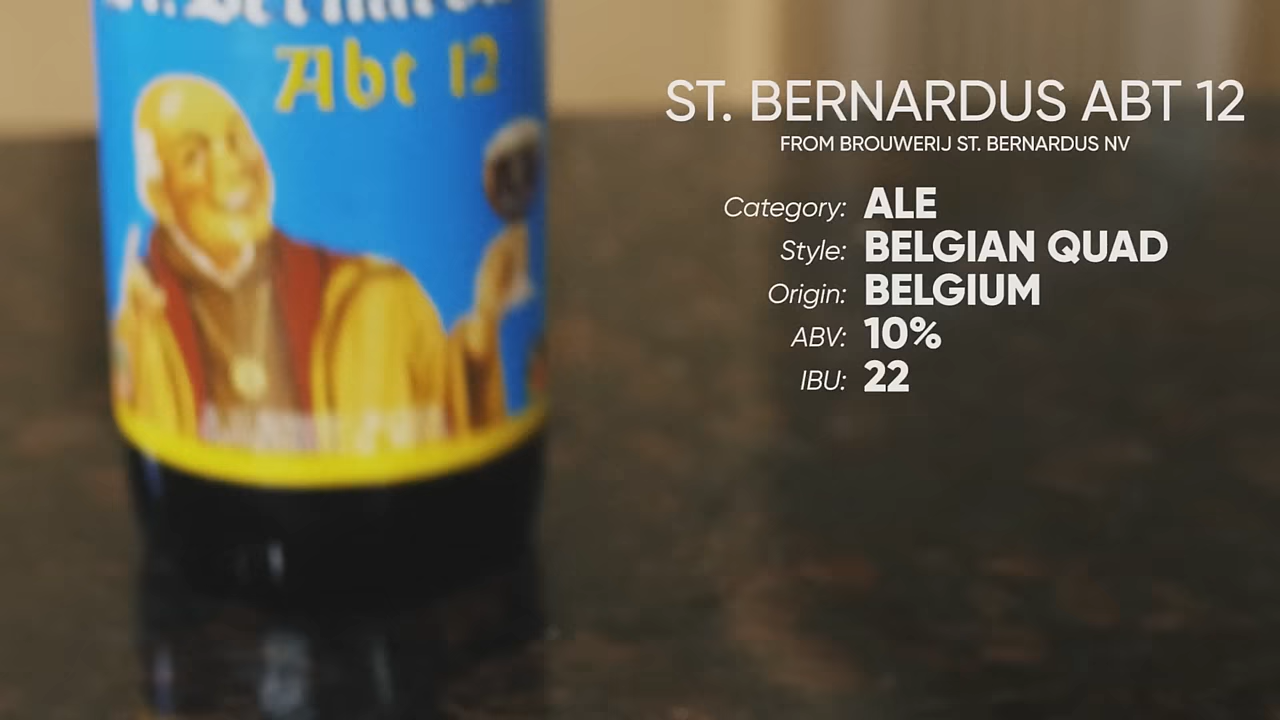 Abt 12
ST. BERNARDUS ABT 12
FROM BROUWERIJ ST. BERNARDUS NV
Category: ALE
Style: BELGIAN QUAD
Origin: BELGIUM
ABV: 10%
IBU: 22